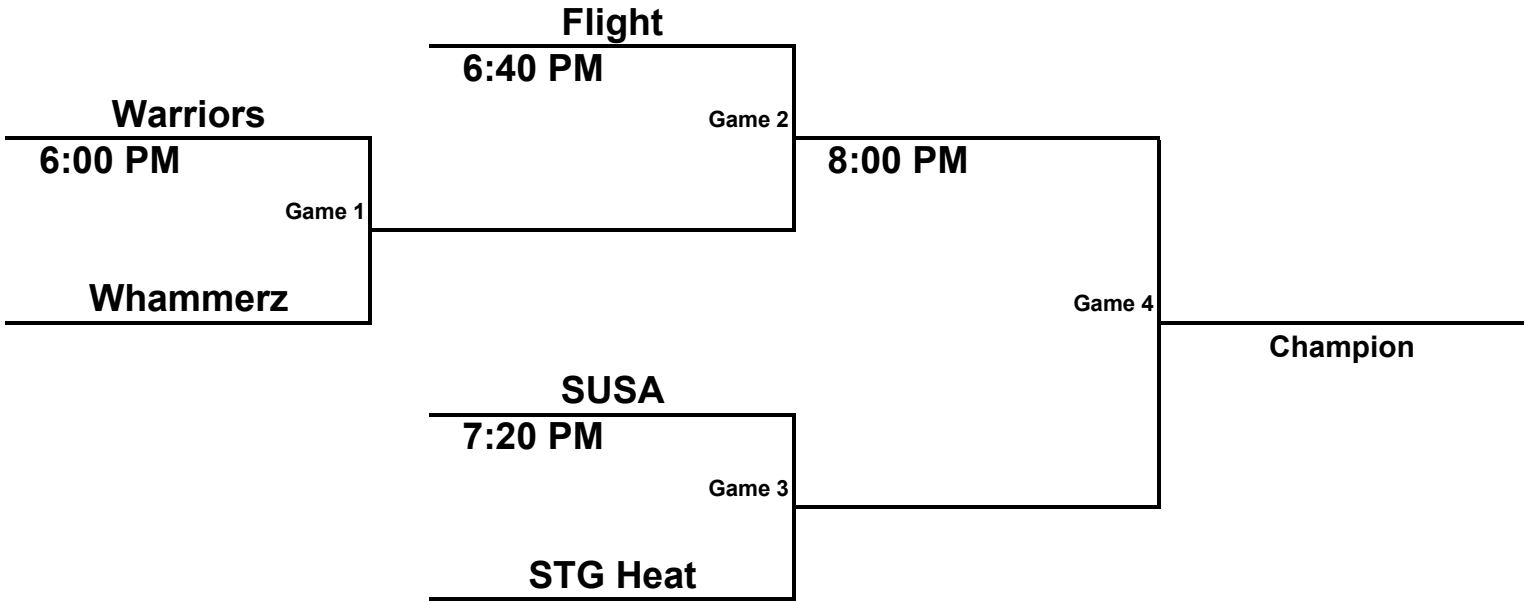 Flight
6:40 PM
Warriors
Game 2
6:00 PM
8:00 PM
Game 1
Whammerz
Game 4
Champion
SUSA
7:20 PM
Game 3
STG Heat